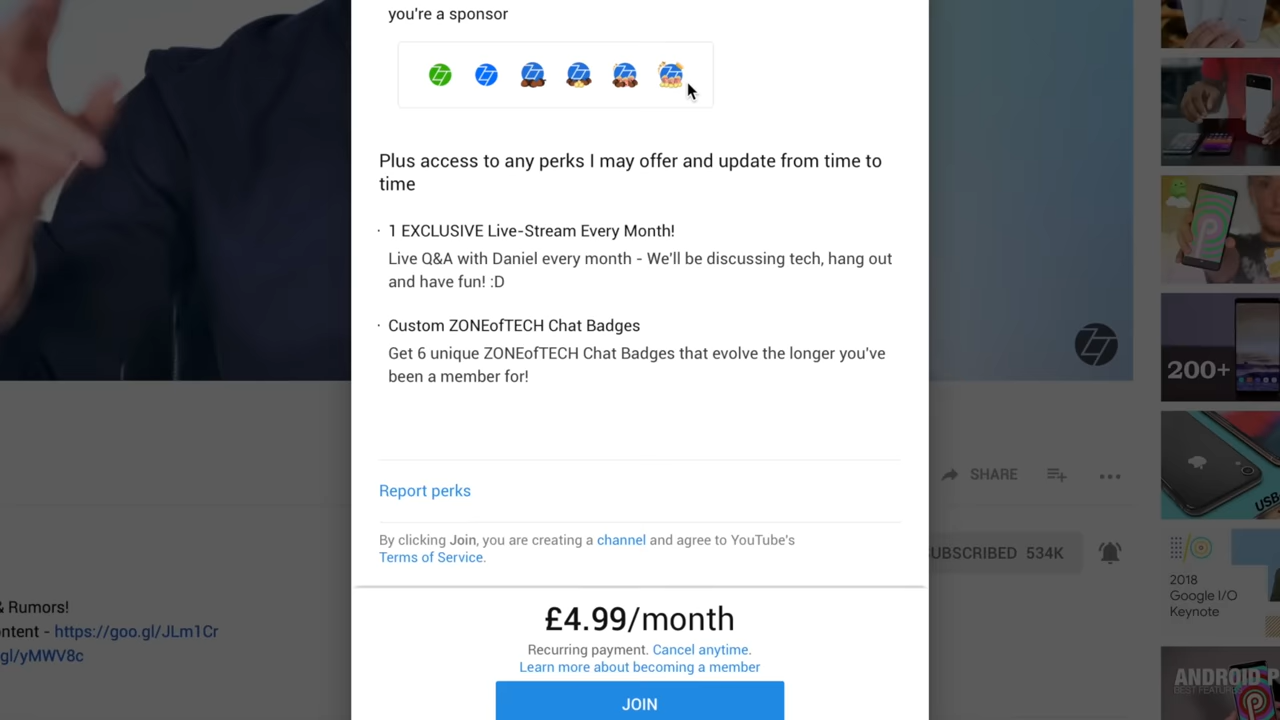 you're a sponsor
Plus access to any perks I may offer and update from time to
time
· 1 EXCLUSIVE Live-Stream Every Month!
Live Q&A with Daniel every month - We'll be discussing tech, hang out
and have fun! :D
· Custom ZONEofTECH Chat Badges
Get 6 unique ZONEofTECH Chat Badges that evolve the longer you've
been a member for!
Report perks
By clicking Join, you are creating a channel and agree to YouTube's
Terms of Service.
£4.99/month
Recurring payment. Cancel anytime.
Learn more about becoming a member
JOIN
& Rumors!
ntent - https://goo.gl/JLm1Cr
gl/yMWV8c
SHARE
UBSCRIBED 534K
200+
USB
2018
Google I/O
Keynote
ANDROID P
BEST FEATURES